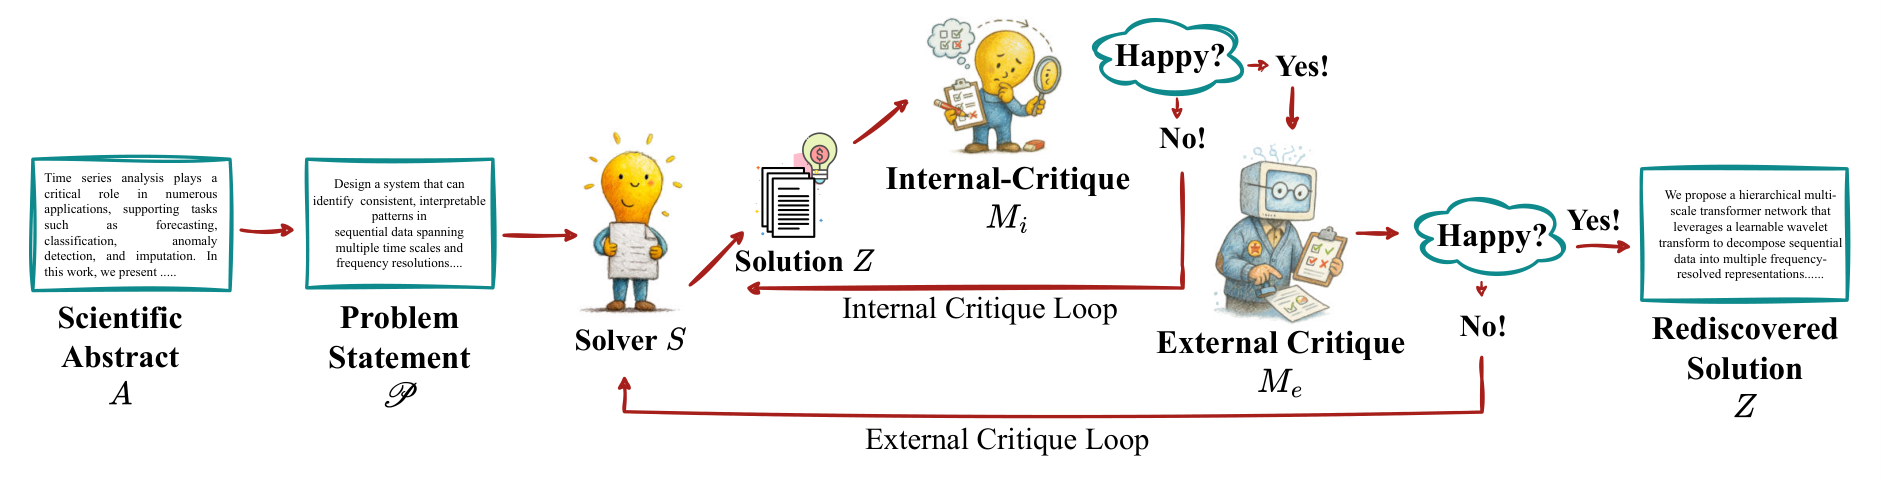 Time series analysis plays a
critical role in numerous
applications, supporting tasks
such as forecasting,
classification, anomaly
detection, and imputation. In
this work, we present .....
Scientific
Abstract
A
Design a system that can
identify consistent, interpretable
patterns in
sequential data spanning
multiple time scales and
frequency resolutions....
Problem
Statement
𝒫
Solver S
$
Solution Z
Internal-Critique
M_i
Happy?
Yes!
No!
Internal Critique Loop
External Critique
M_e
Happy?
Yes!
No!
External Critique Loop
We propose a hierarchical multi-
scale transformer network that
leverages a learnable wavelet
transform to decompose sequential
data into multiple frequency-
resolved representations......
Rediscovered
Solution
Z